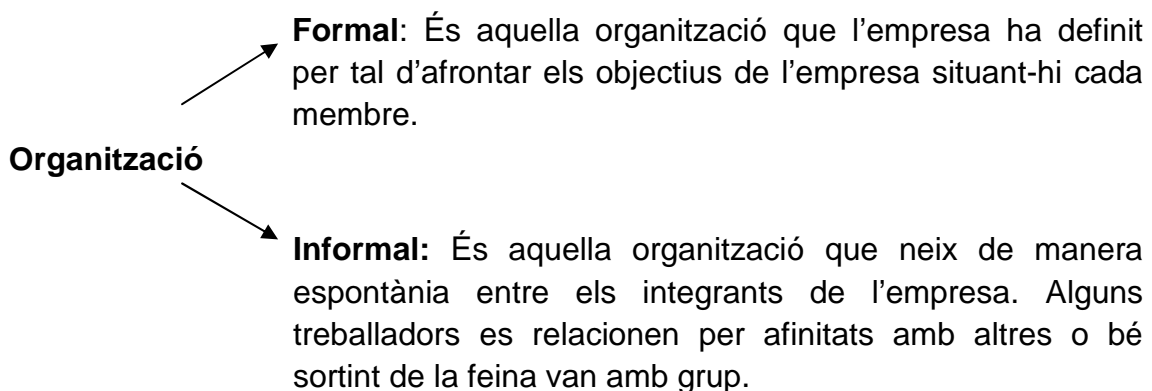 Formal: És aquella organització que l’empresa ha definit
per tal d’afrontar els objectius de l’empresa situant-hi cada
membre.
Organització
Informal: És aquella organització que neix de manera
espontània entre els integrants de l’empresa. Alguns
treballadors es relacionen per afinitats amb altres o bé
sortint de la feina van amb grup.